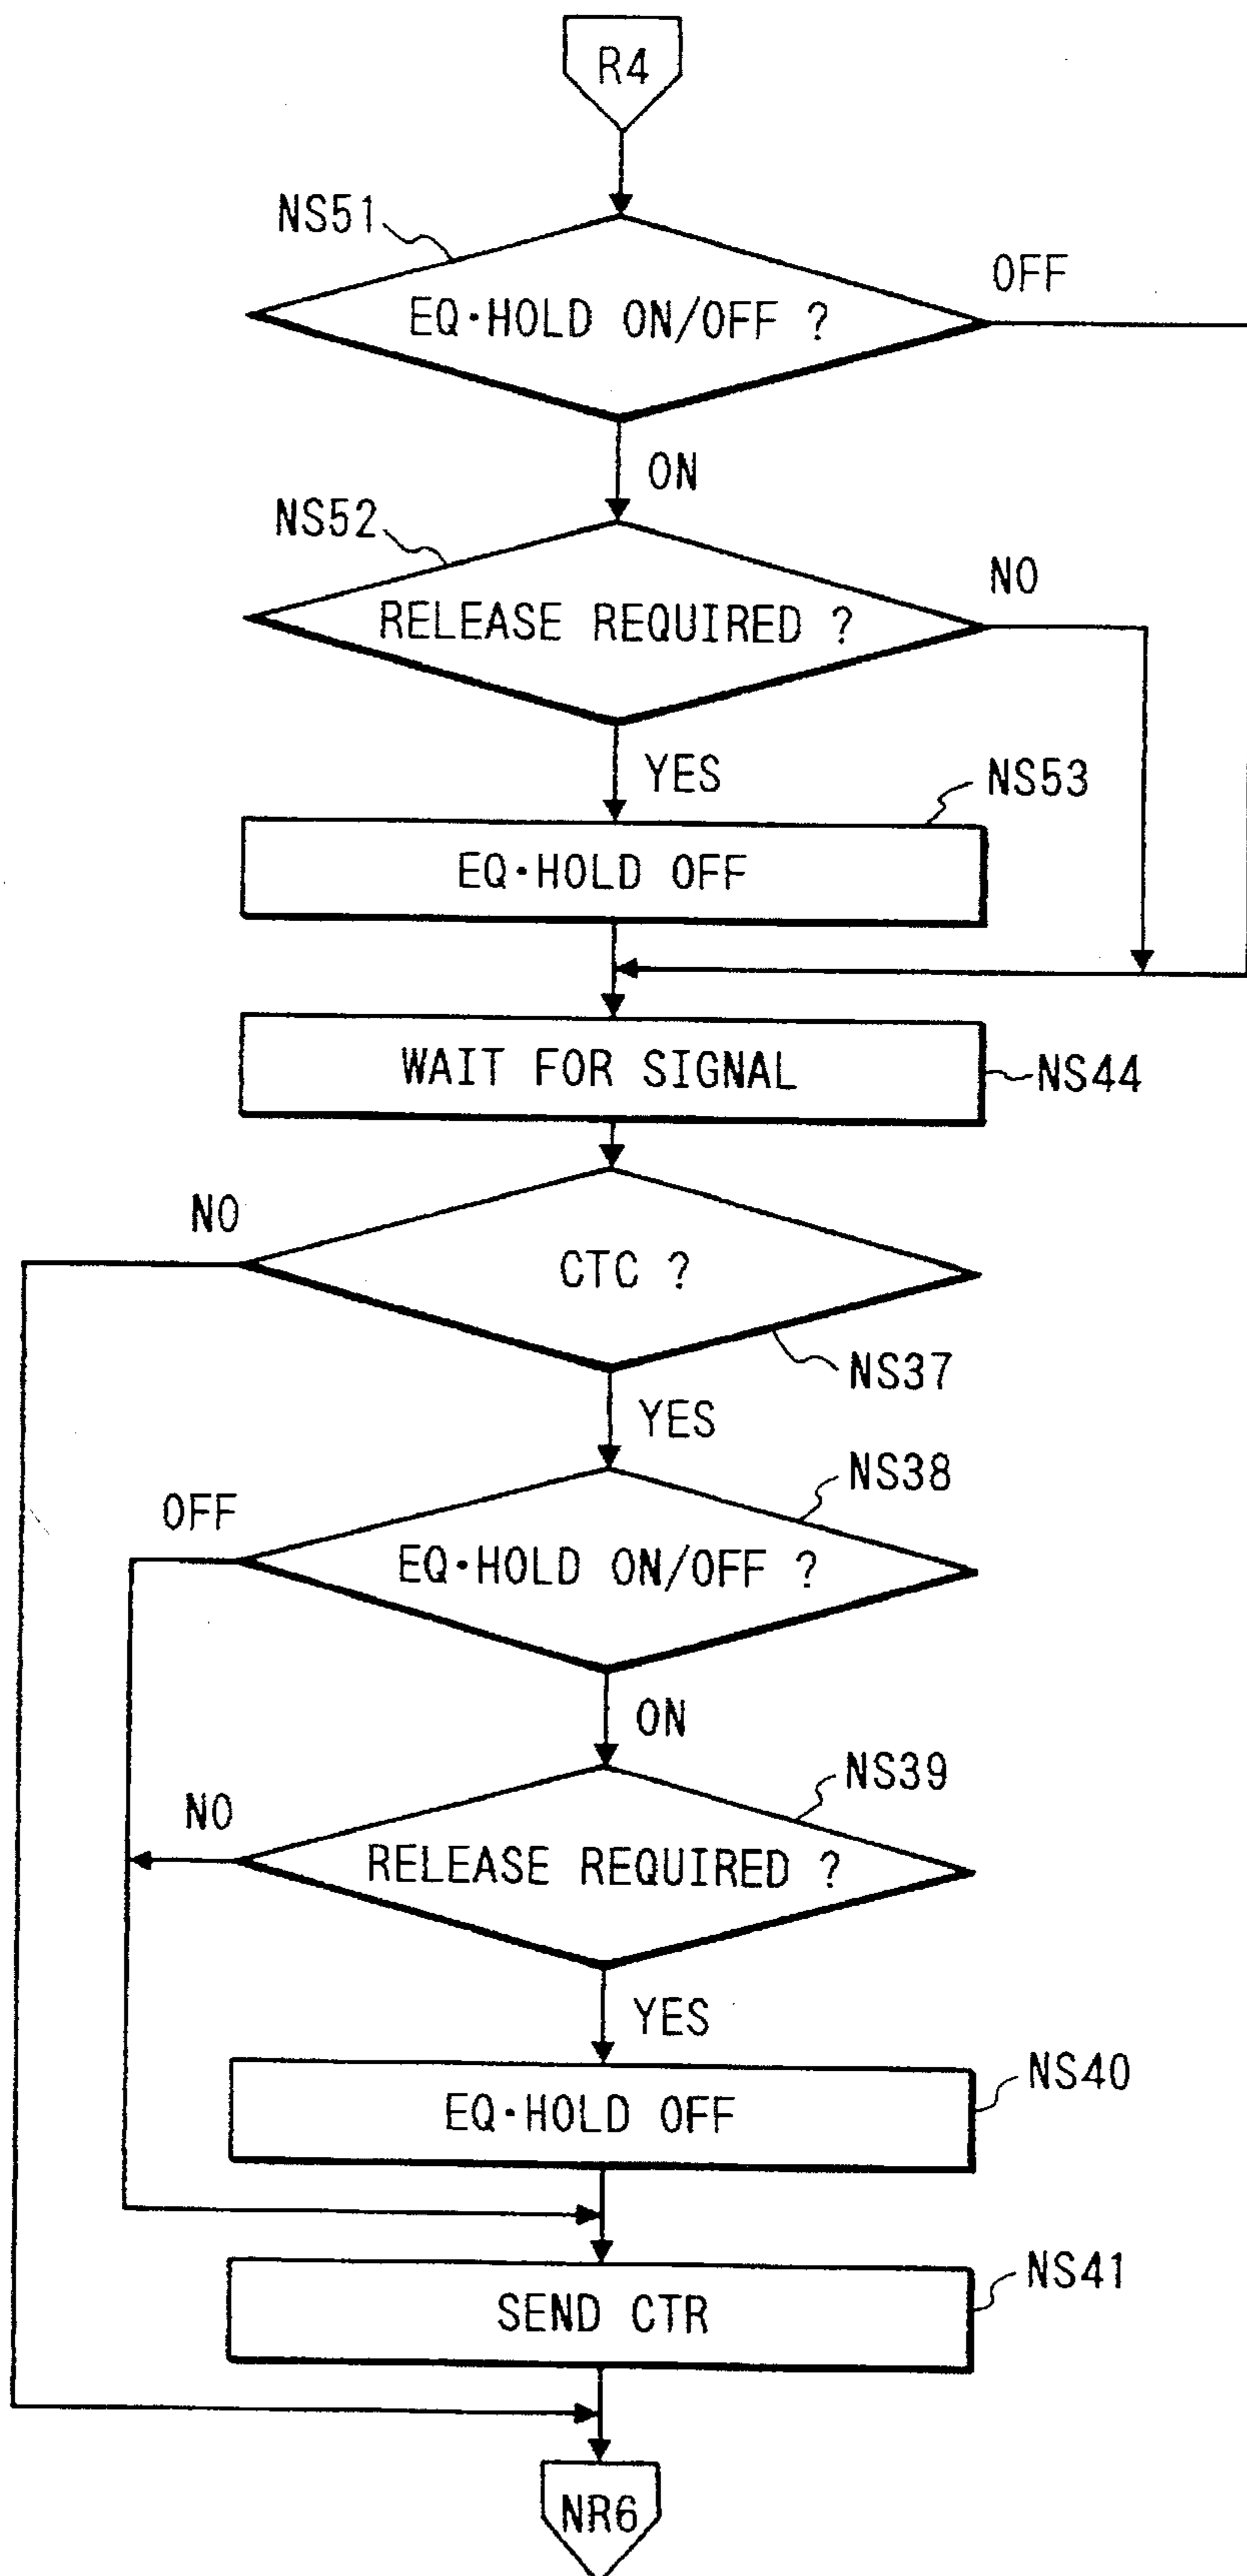 R4
NS51
OFF
EQ·HOLD ON/OFF ?
ON
NS52
NO
RELEASE REQUIRED ?
YES
NS53
EQ·HOLD OFF
WAIT FOR SIGNAL
NS44
NO
CTC ?
NS37
YES
NS38
OFF
EQ·HOLD ON/OFF ?
ON
NS39
NO
RELEASE REQUIRED ?
YES
NS40
EQ·HOLD OFF
NS41
SEND CTR
NR6